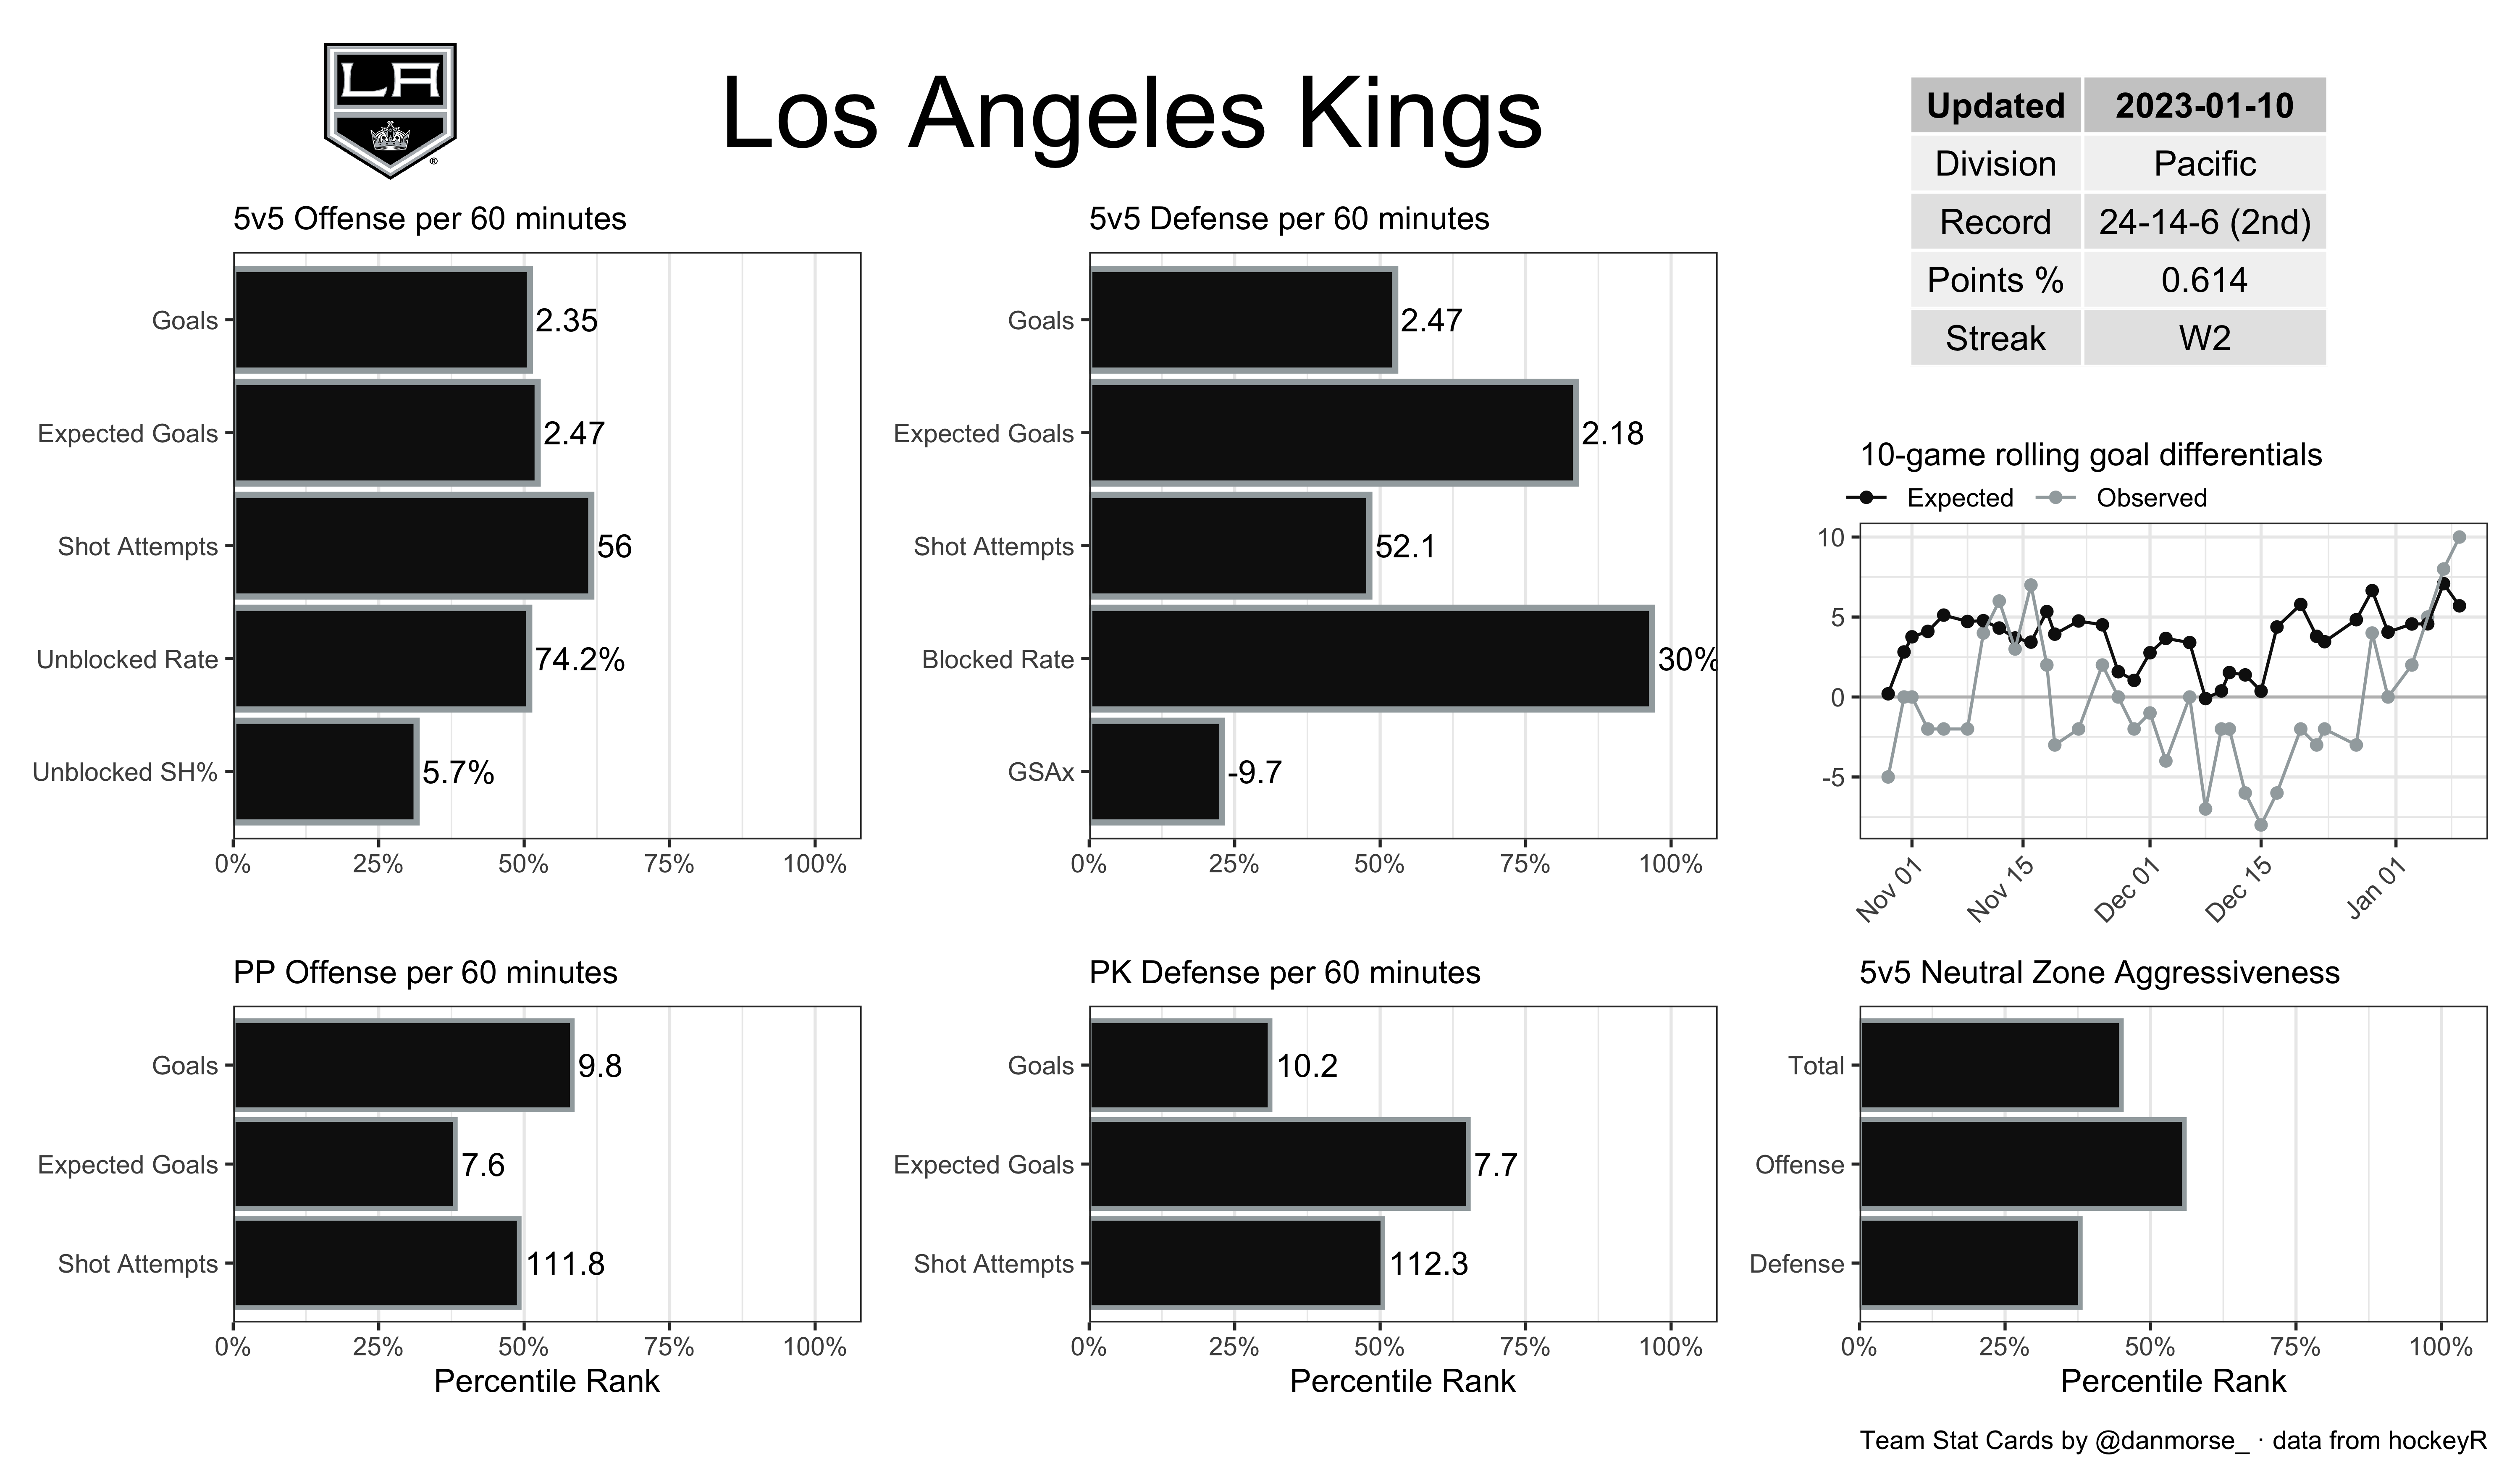 LA
®
Los Angeles Kings
Updated 2023-01-10
Division Pacific
Record 24-14-6 (2nd)
Points % 0.614
Streak W2
5v5 Offense per 60 minutes
Goals 2.35
Expected Goals 2.47
Shot Attempts 56
Unblocked Rate 74.2%
Unblocked SH% 5.7%
0% 25% 50% 75% 100%
5v5 Defense per 60 minutes
Goals 2.47
Expected Goals 2.18
Shot Attempts 52.1
Blocked Rate 30%
GSAx -9.7
0% 25% 50% 75% 100%
10-game rolling goal differentials
Expected Observed
10
5
0
-5
Nov 01 Nov 15 Dec 01 Dec 15 Jan 01
PP Offense per 60 minutes
Goals 9.8
Expected Goals 7.6
Shot Attempts 111.8
0% 25% 50% 75% 100%
Percentile Rank
PK Defense per 60 minutes
Goals 10.2
Expected Goals 7.7
Shot Attempts 112.3
0% 25% 50% 75% 100%
Percentile Rank
5v5 Neutral Zone Aggressiveness
Total
Offense
Defense
0% 25% 50% 75% 100%
Percentile Rank
Team Stat Cards by @danmorse_ · data from hockeyR